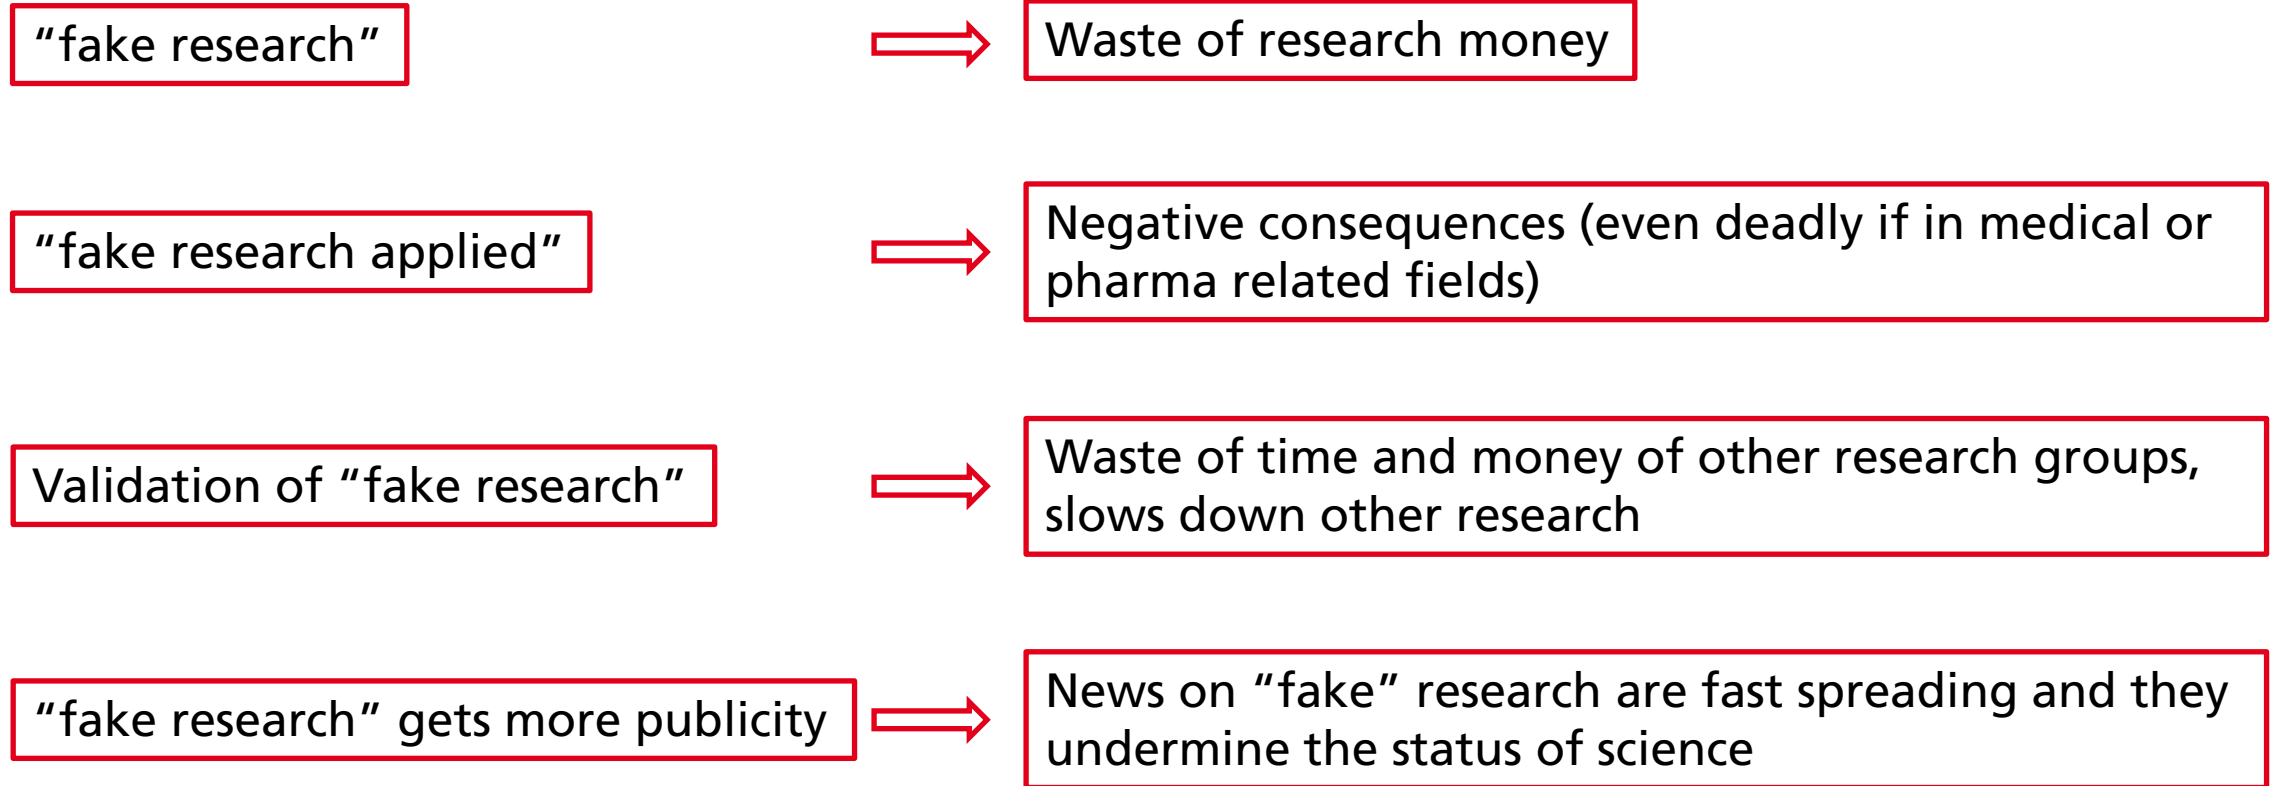 “fake research”
Waste of research money
“fake research applied”
Negative consequences (even deadly if in medical or
pharma related fields)
Validation of “fake research”
Waste of time and money of other research groups,
slows down other research
“fake research” gets more publicity
News on “fake” research are fast spreading and they
undermine the status of science